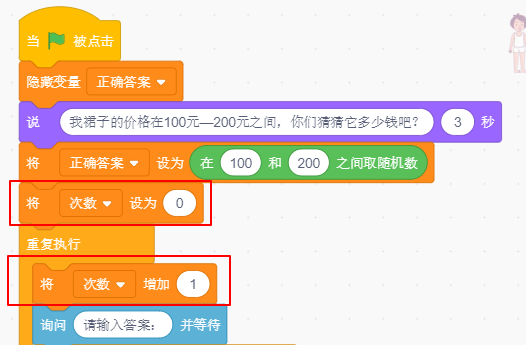 当 被点击
隐藏变量 正确答案
说 我裙子的价格在100元—200元之间，你们猜猜它多少钱吧？ 3 秒
将 正确答案 设为 在 100 和 200 之间取随机数
将 次数 设为 0
重复执行
将 次数 增加 1
询问 请输入答案： 并等待